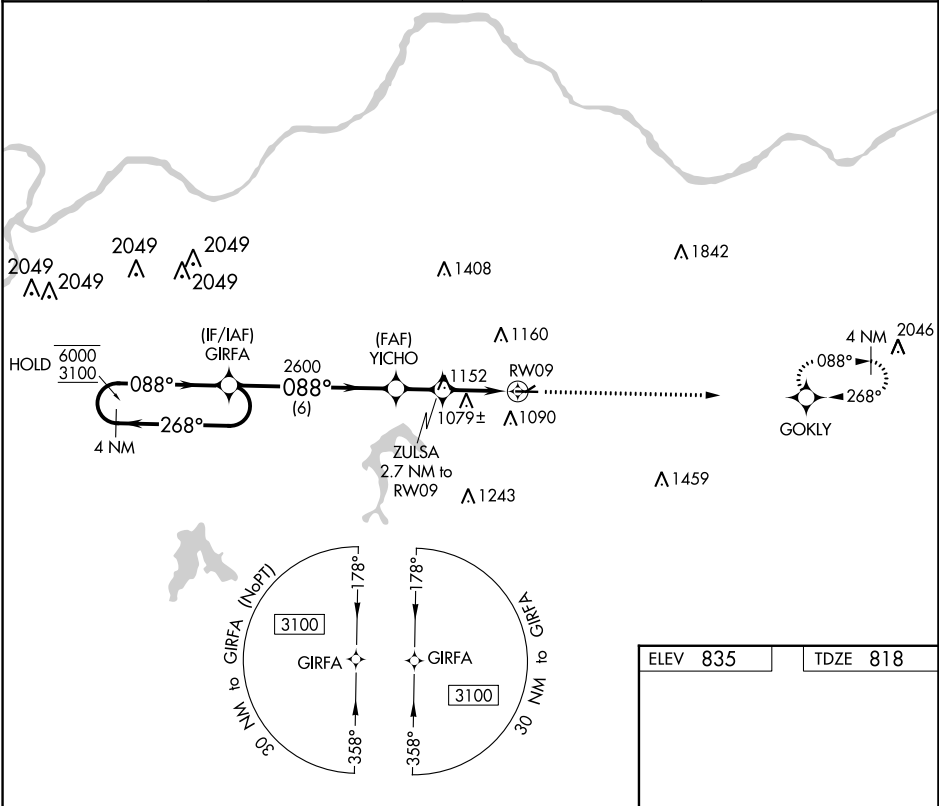 2049
2049
2049
2049
2049
1408
1842
1160
2046
4 NM
088°
268°
GOKLY
HOLD
6000
3100
088°
268°
4 NM
(IF/IAF)
GIRFA
2600
088°
(6)
(FAF)
YICHO
1152
1079±
RW09
1090
ZULSA
2.7 NM to
RW09
1243
1459
30 NM to GIRFA (NoPT)
178°
3100
GIRFA
358°
178°
GIRFA
3100
358°
30 NM to GIRFA
ELEV 835
TDZE 818